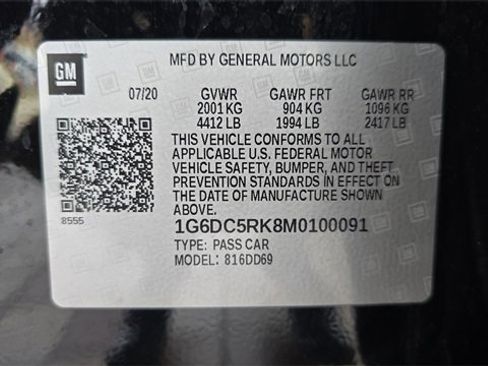 GM
MFD BY GENERAL MOTORS LLC
07/20 GVWR GAWR FRT GAWR RR
2001 KG 904 KG 1096 KG
4412 LB 1994 LB 2417 LB
THIS VEHICLE CONFORMS TO ALL
APPLICABLE U.S. FEDERAL MOTOR
VEHICLE SAFETY, BUMPER, AND THEFT
PREVENTION STANDARDS IN EFFECT ON
THE DATE OF MANUFACTURE SHOWN
ABOVE.
8555
1G6DC5RK8M0100091
TYPE: PASS CAR
MODEL: 816DD69